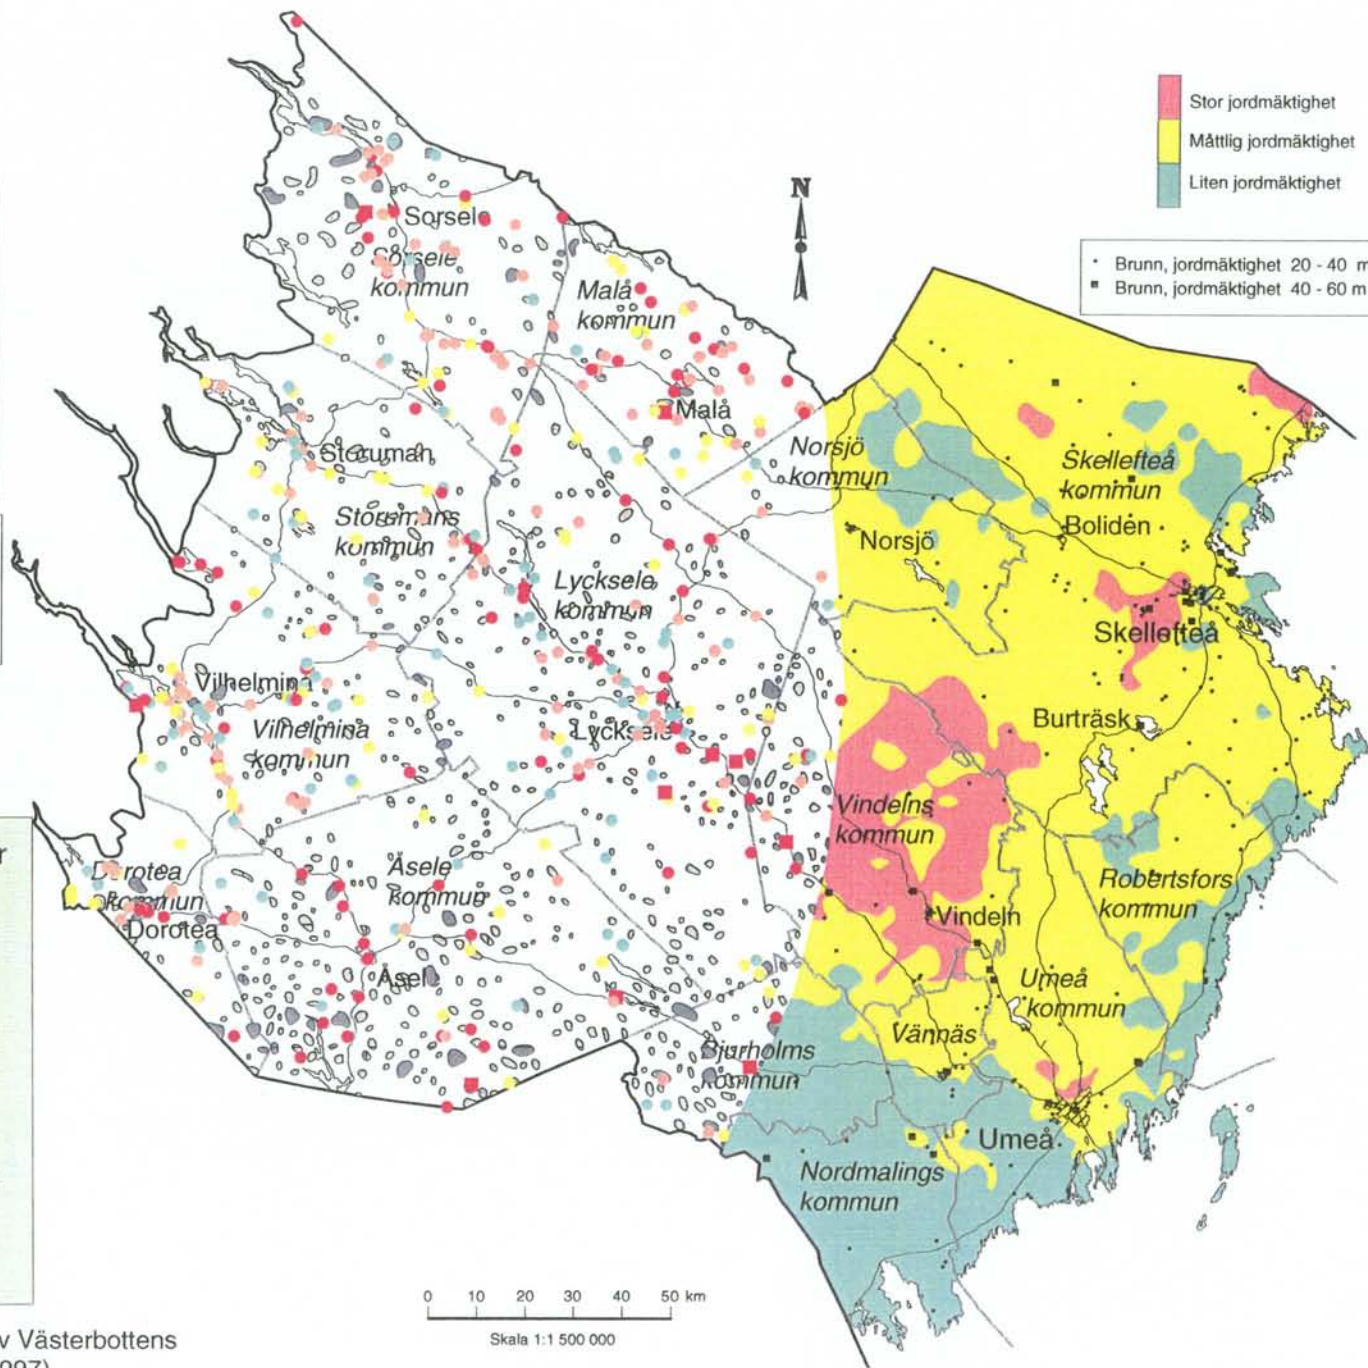 Stor jordmäktighet
Måttlig jordmäktighet
Liten jordmäktighet
N
Brunn, jordmäktighet 20 - 40 m
Brunn, jordmäktighet 40 - 60 m
Sorsele
Sorsele
kommun
Malå
kommun
Malå
Norsjö
kommun
Skellefteå
kommun
Storuman
Storumans
kommun
Boliden
Norsjö
Lycksele
kommun
Skellefteå
Vilhelmina
Vilhelmina
kommun
Lycksele
Burträsk
Vindelns
kommun
r
Dorotea
kommun
Åsele
kommun
Robertsfors
kommun
Dorotea
Vindeln
Åsele
Umeå
kommun
Vännäs
Bjurholms
kommun
Umeå
Nordmalings
kommun
0 10 20 30 40 50 km
Skala 1:1 500 000
v Västerbottens